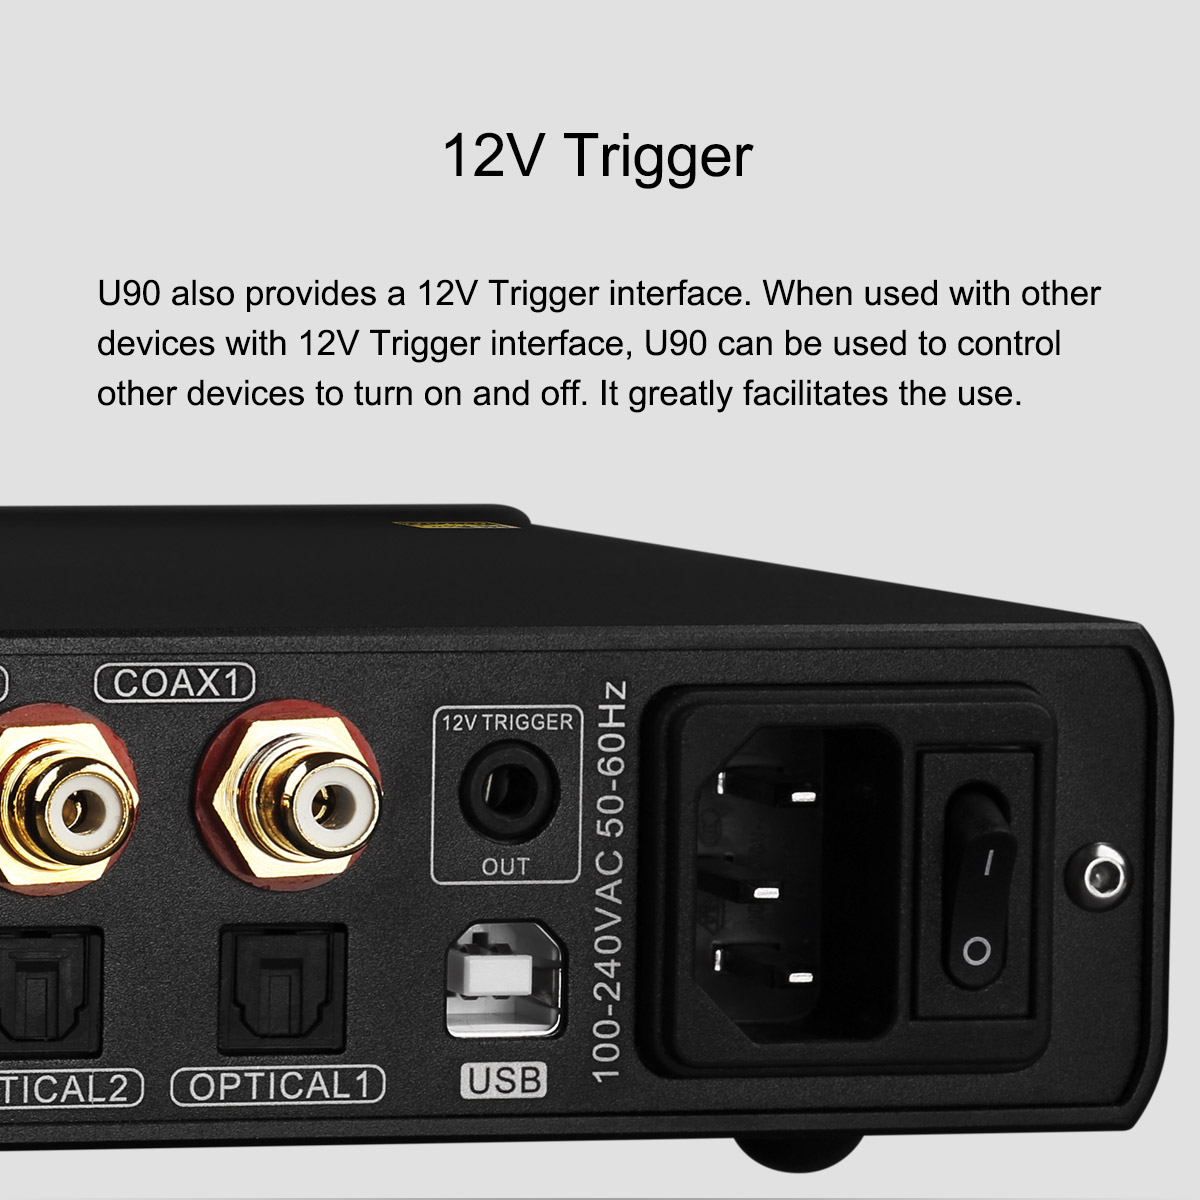 12V Trigger
U90 also provides a 12V Trigger interface. When used with other
devices with 12V Trigger interface, U90 can be used to control
other devices to turn on and off. It greatly facilitates the use.
COAX1
12V TRIGGER
OUT
100-240VAC 50-60Hz
TICAL2
OPTICAL1
USB